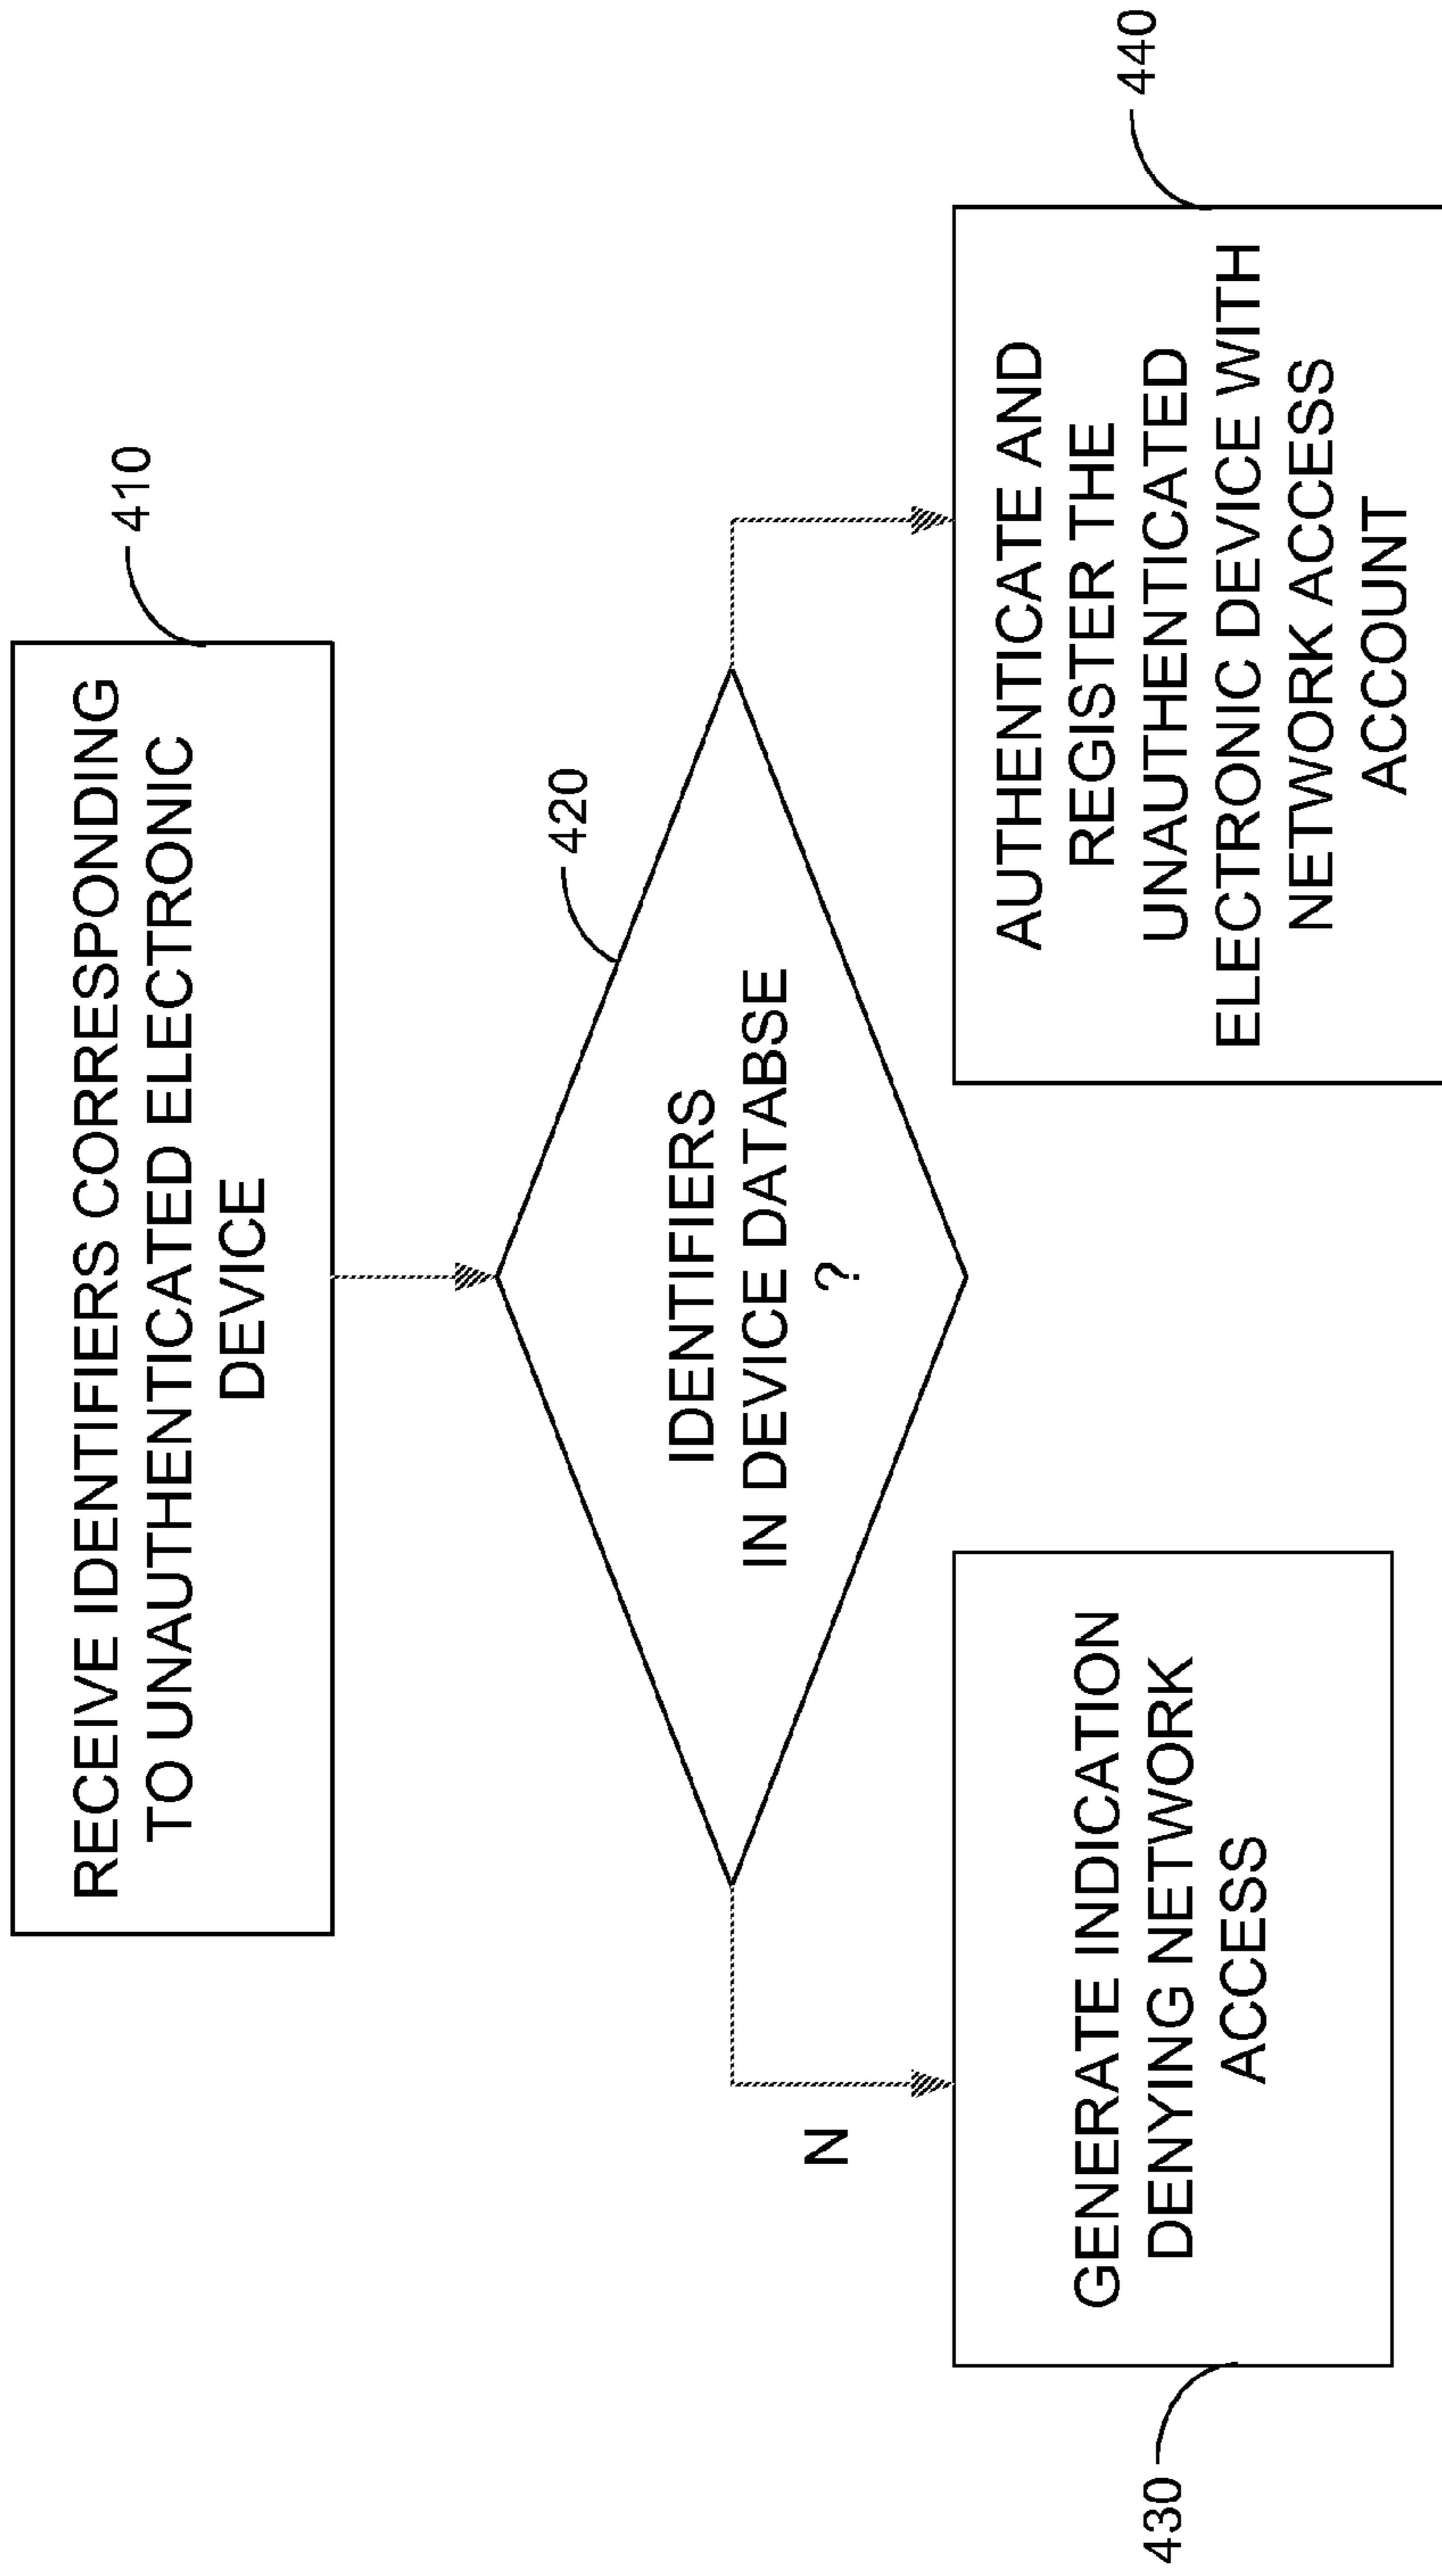 RECEIVE IDENTIFIERS CORRESPONDING
TO UNAUTHENTICATED ELECTRONIC
DEVICE
410
420
IDENTIFIERS
IN DEVICE DATABSE
?
N
430
GENERATE INDICATION
DENYING NETWORK
ACCESS
440
AUTHENTICATE AND
REGISTER THE
UNAUTHENTICATED
ELECTRONIC DEVICE WITH
NETWORK ACCESS
ACCOUNT